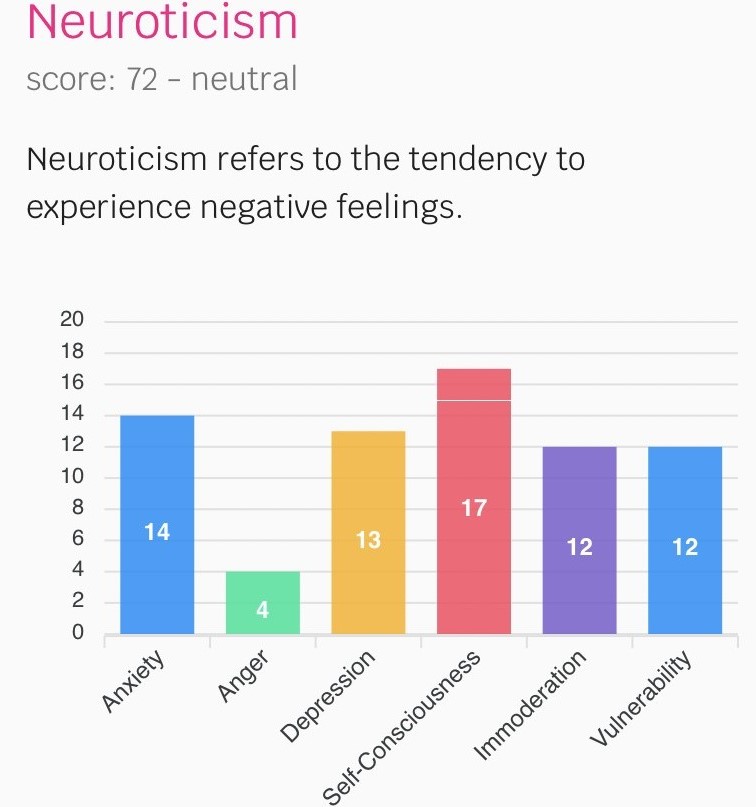 Neuroticism
score: 72 - neutral
Neuroticism refers to the tendency to
experience negative feelings.
20
18
16
14
12
10
8
6
4
2
0
14
4
13
17
12
12
Anxiety
Anger
Depression
Self-Consciousness
Immoderation
Vulnerability